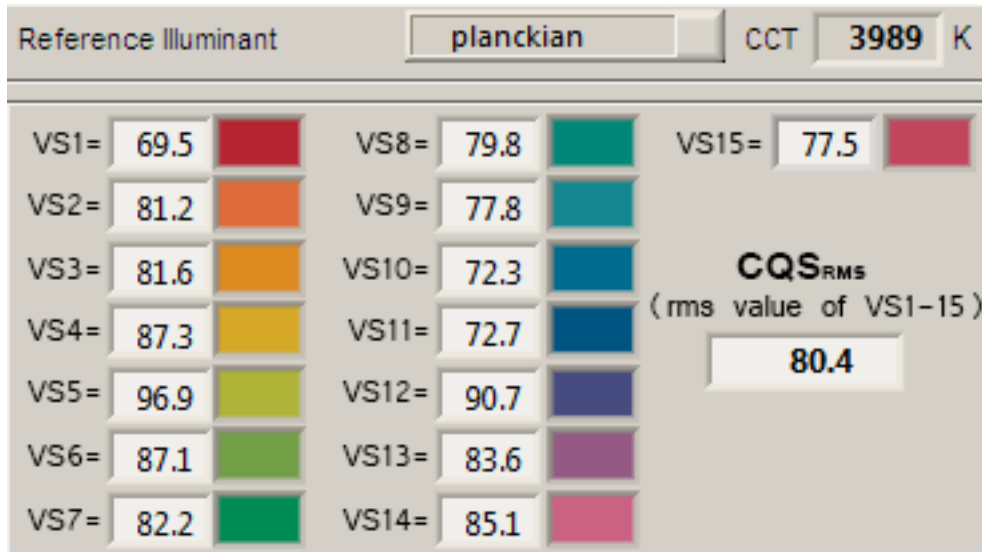 Reference Illuminant planckian CCT 3989 K
VS1= 69.5 VS8= 79.8 VS15= 77.5
VS2= 81.2 VS9= 77.8
VS3= 81.6 VS10= 72.3 CQSRMS
VS4= 87.3 VS11= 72.7 (rms value of VS1-15)
VS5= 96.9 VS12= 90.7 80.4
VS6= 87.1 VS13= 83.6
VS7= 82.2 VS14= 85.1